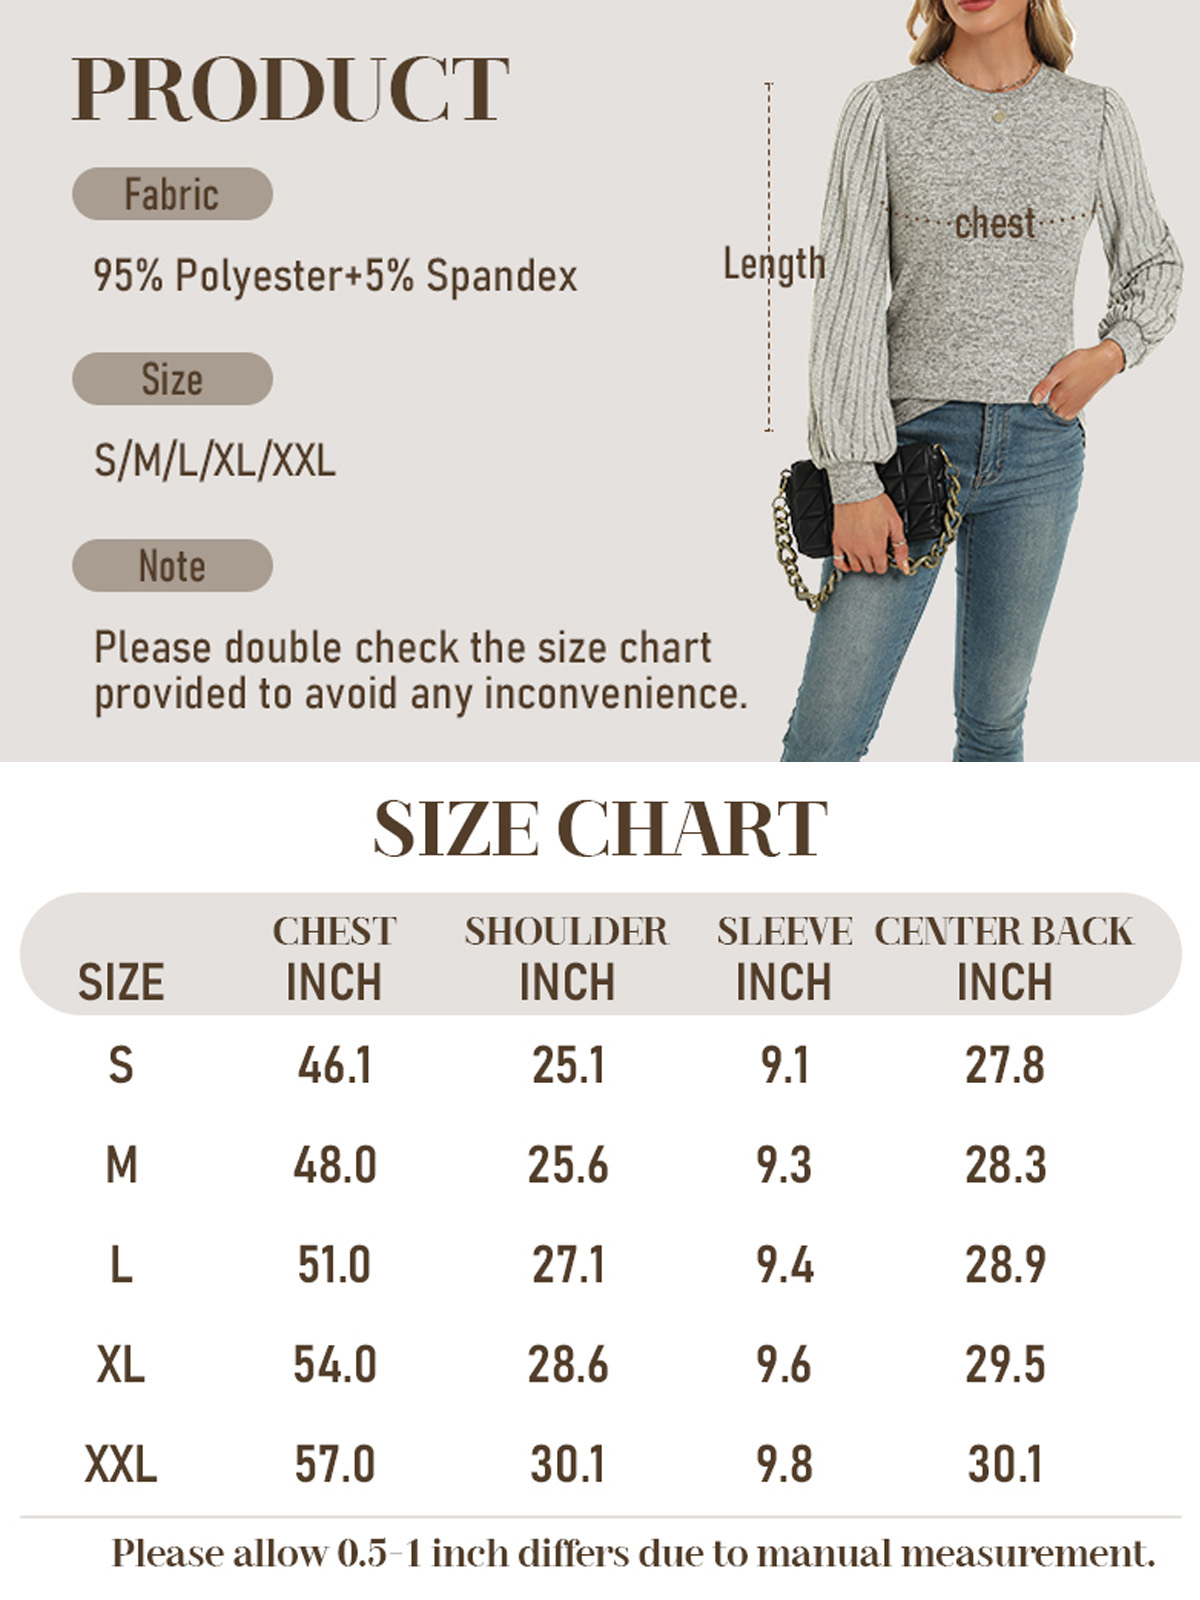 PRODUCT
Fabric
95% Polyester+5% Spandex
Size
S/M/L/XL/XXL
Note
Please double check the size chart
provided to avoid any inconvenience.
Length
chest
SIZE CHART
CHEST SHOULDER SLEEVE CENTER BACK
SIZE INCH INCH INCH INCH
S 46.1 25.1 9.1 27.8
M 48.0 25.6 9.3 28.3
L 51.0 27.1 9.4 28.9
XL 54.0 28.6 9.6 29.5
XXL 57.0 30.1 9.8 30.1
Please allow 0.5-1 inch differs due to manual measurement.